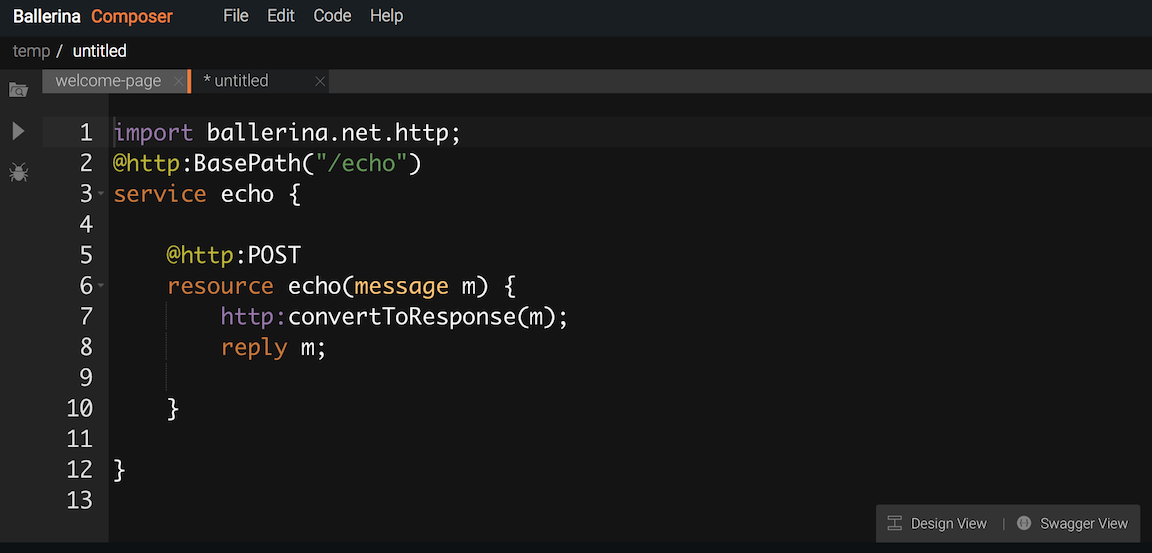 Ballerina Composer File Edit Code Help
temp / untitled
welcome-page * untitled
1 import ballerina.net.http;
2 @http:BasePath("/echo")
3 service echo {
4
5     @http:POST
6     resource echo(message m) {
7         http:convertToResponse(m);
8         reply m;
9
10     }
11
12 }
13
Design View | Swagger View